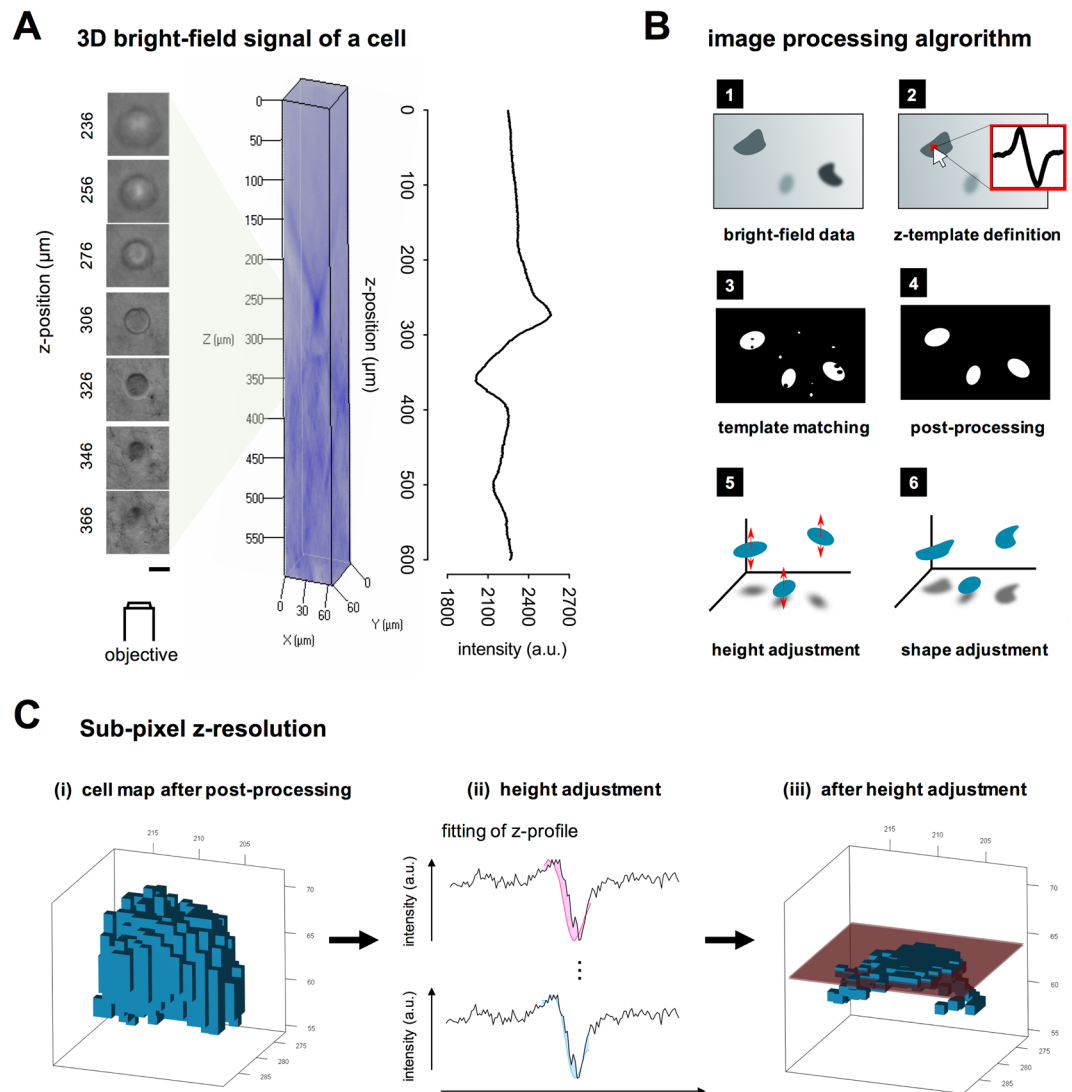 A
3D bright-field signal of a cell
z-position (µm)
236
256
276
306
326
346
366
objective
0
50
100
150
200
250
300
350
400
450
500
550
Z (µm)
0
30
60
X (µm)
0
60
Y (µm)
z-position (µm)
0
100
200
300
400
500
600
1800
2100
2400
2700
intensity (a.u.)
B
image processing algrorithm
1
bright-field data
2
z-template definition
3
template matching
4
post-processing
5
height adjustment
6
shape adjustment
C
Sub-pixel z-resolution
(i) cell map after post-processing
215
210
205
70
65
60
55
275
280
285
(ii) height adjustment
fitting of z-profile
intensity (a.u.)
...
intensity (a.u.)
(iii) after height adjustment
215
210
205
70
65
60
55
275
280
285